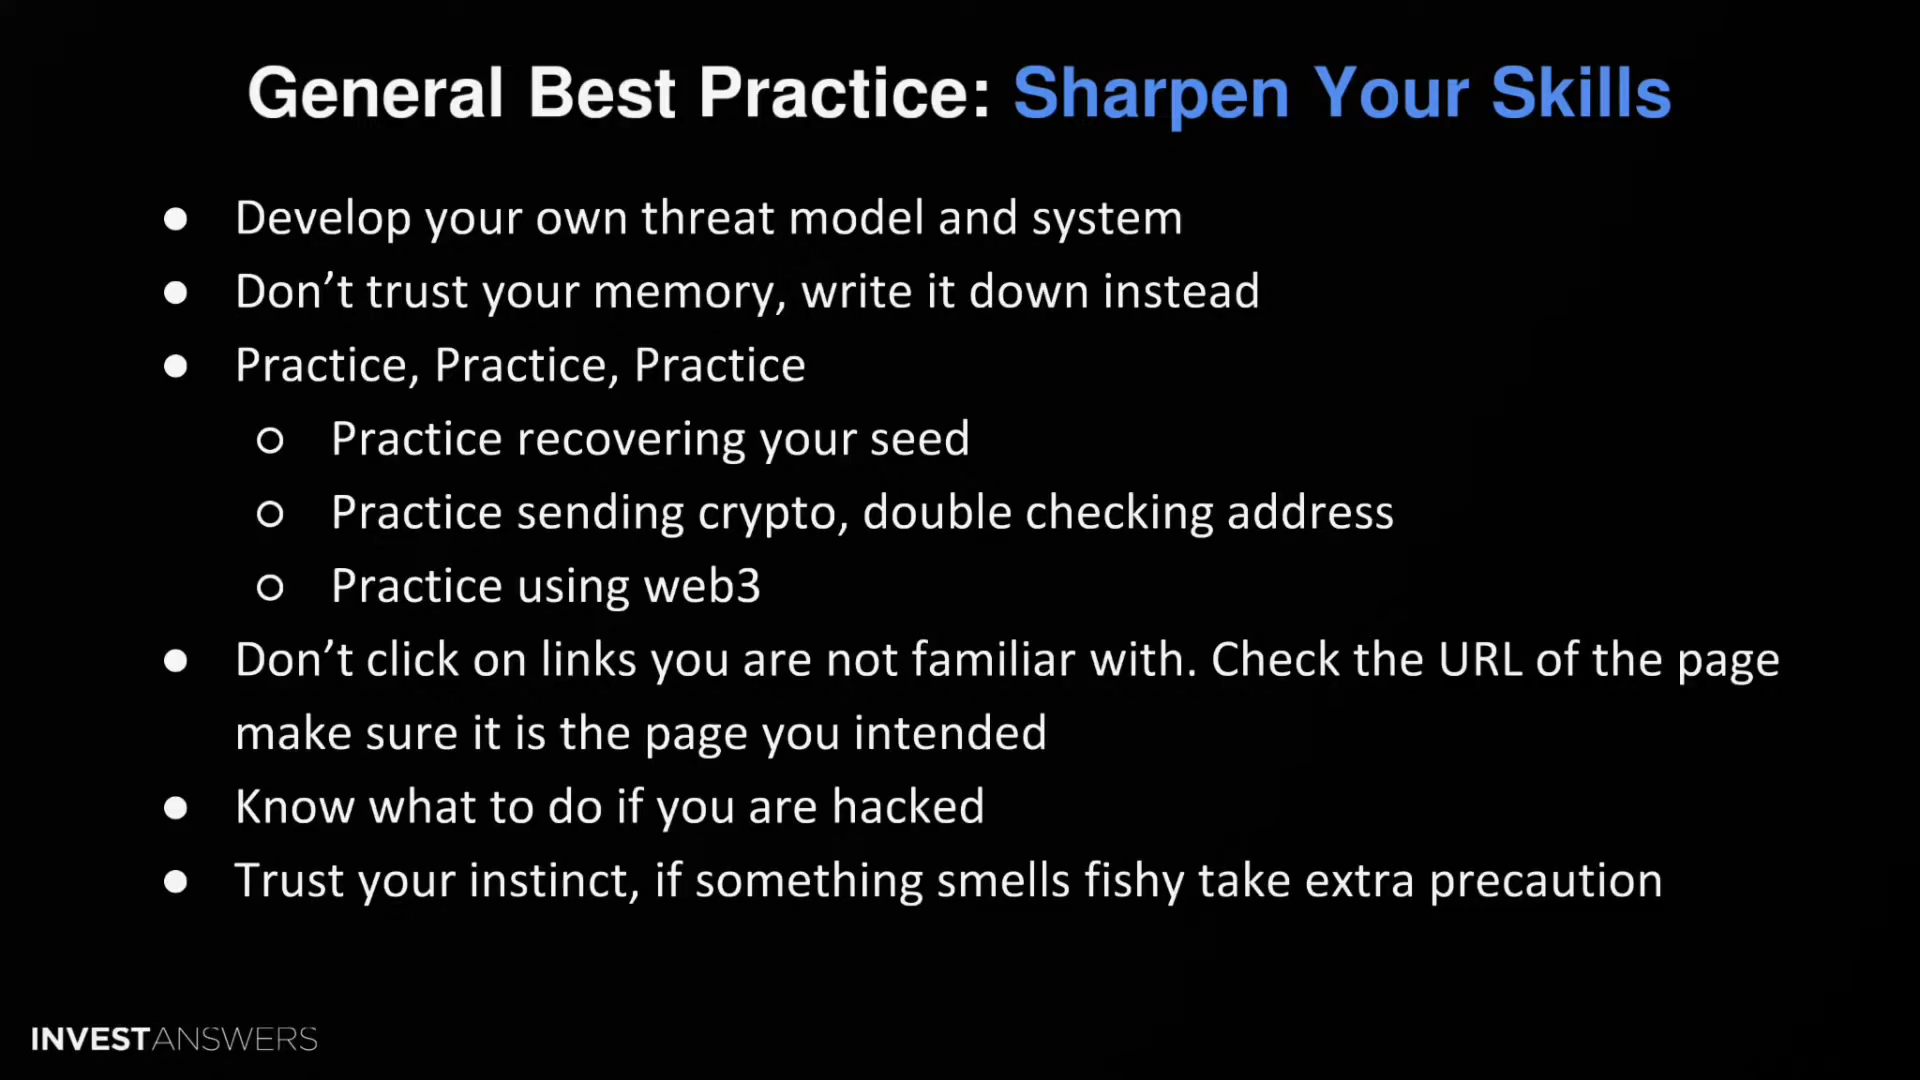 General Best Practice: Sharpen Your Skills
● Develop your own threat model and system
● Don’t trust your memory, write it down instead
● Practice, Practice, Practice
○ Practice recovering your seed
○ Practice sending crypto, double checking address
○ Practice using web3
● Don’t click on links you are not familiar with. Check the URL of the page
make sure it is the page you intended
● Know what to do if you are hacked
● Trust your instinct, if something smells fishy take extra precaution
INVESTANSWERS